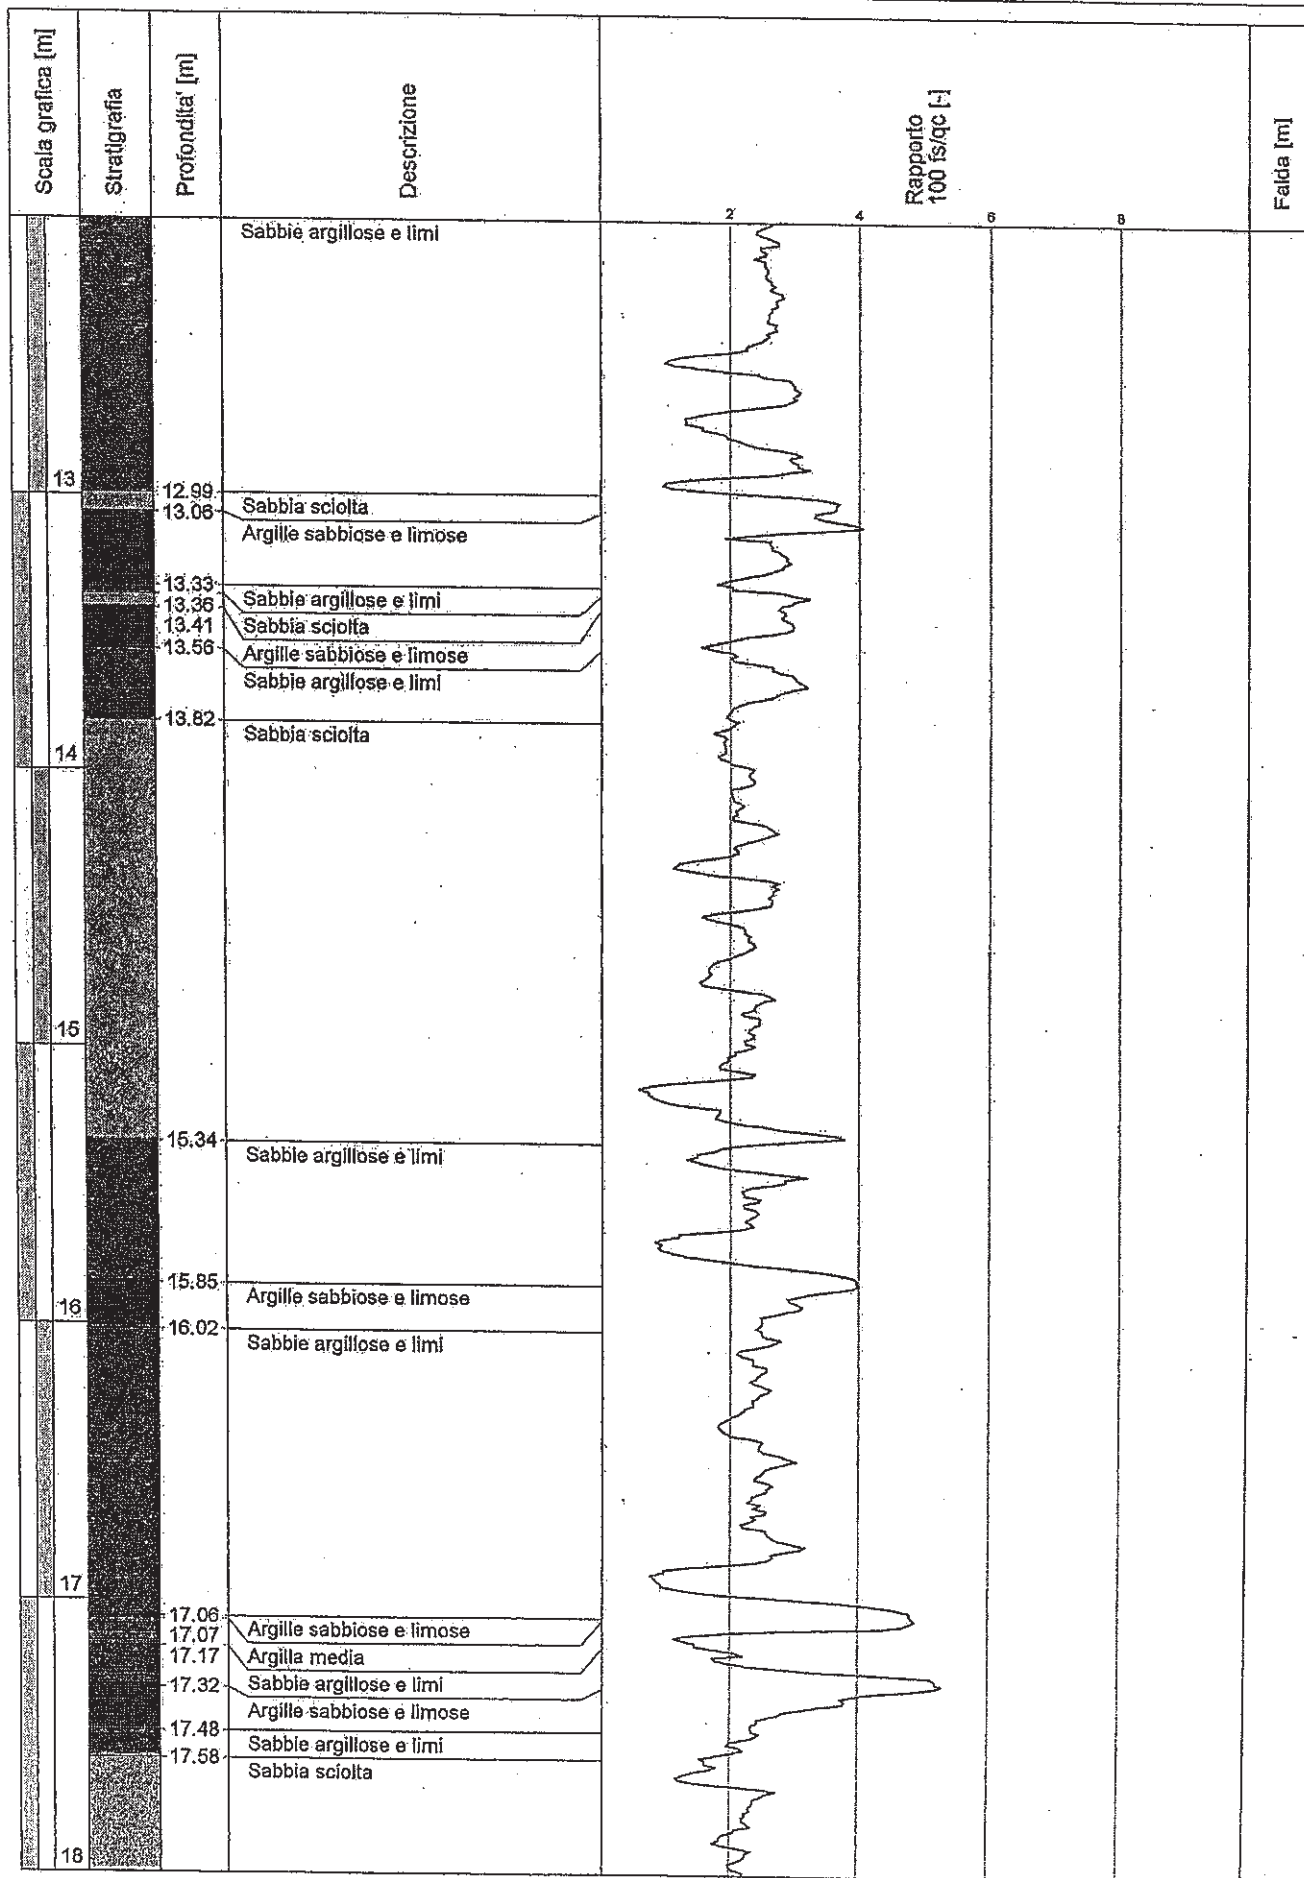 Scala grafica [m]
Stratigrafia
Profondita' [m]
Descrizione
Rapporto
100 fs/qc [-]
Falda [m]
2 4 6 8
Sabbie argillose e limi
13
12.99
Sabbia sciolta
13.06
Argille sabbiose e limose
13.33
Sabbie argillose e limi
13.36
Sabbia sciolta
13.41
Argille sabbiose e limose
13.56
Sabbie argillose e limi
13.82
Sabbia sciolta
14
15
15.34
Sabbie argillose e limi
15.85
Argille sabbiose e limose
16
16.02
Sabbie argillose e limi
17
17.06
Argille sabbiose e limose
17.07
Argilla media
17.17
Sabbie argillose e limi
17.32
Argille sabbiose e limose
17.48
Sabbie argillose e limi
17.58
Sabbia sciolta
18